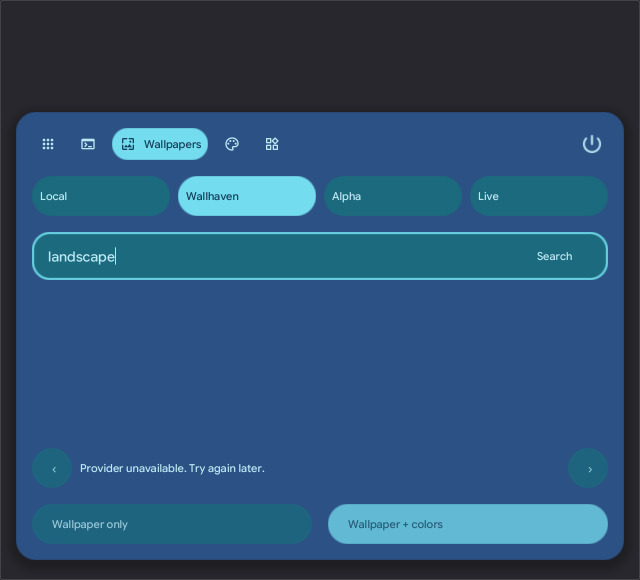 Wallpapers
Local
Wallhaven
Alpha
Live
landscape
Search
‹
Provider unavailable. Try again later.
›
Wallpaper only
Wallpaper + colors